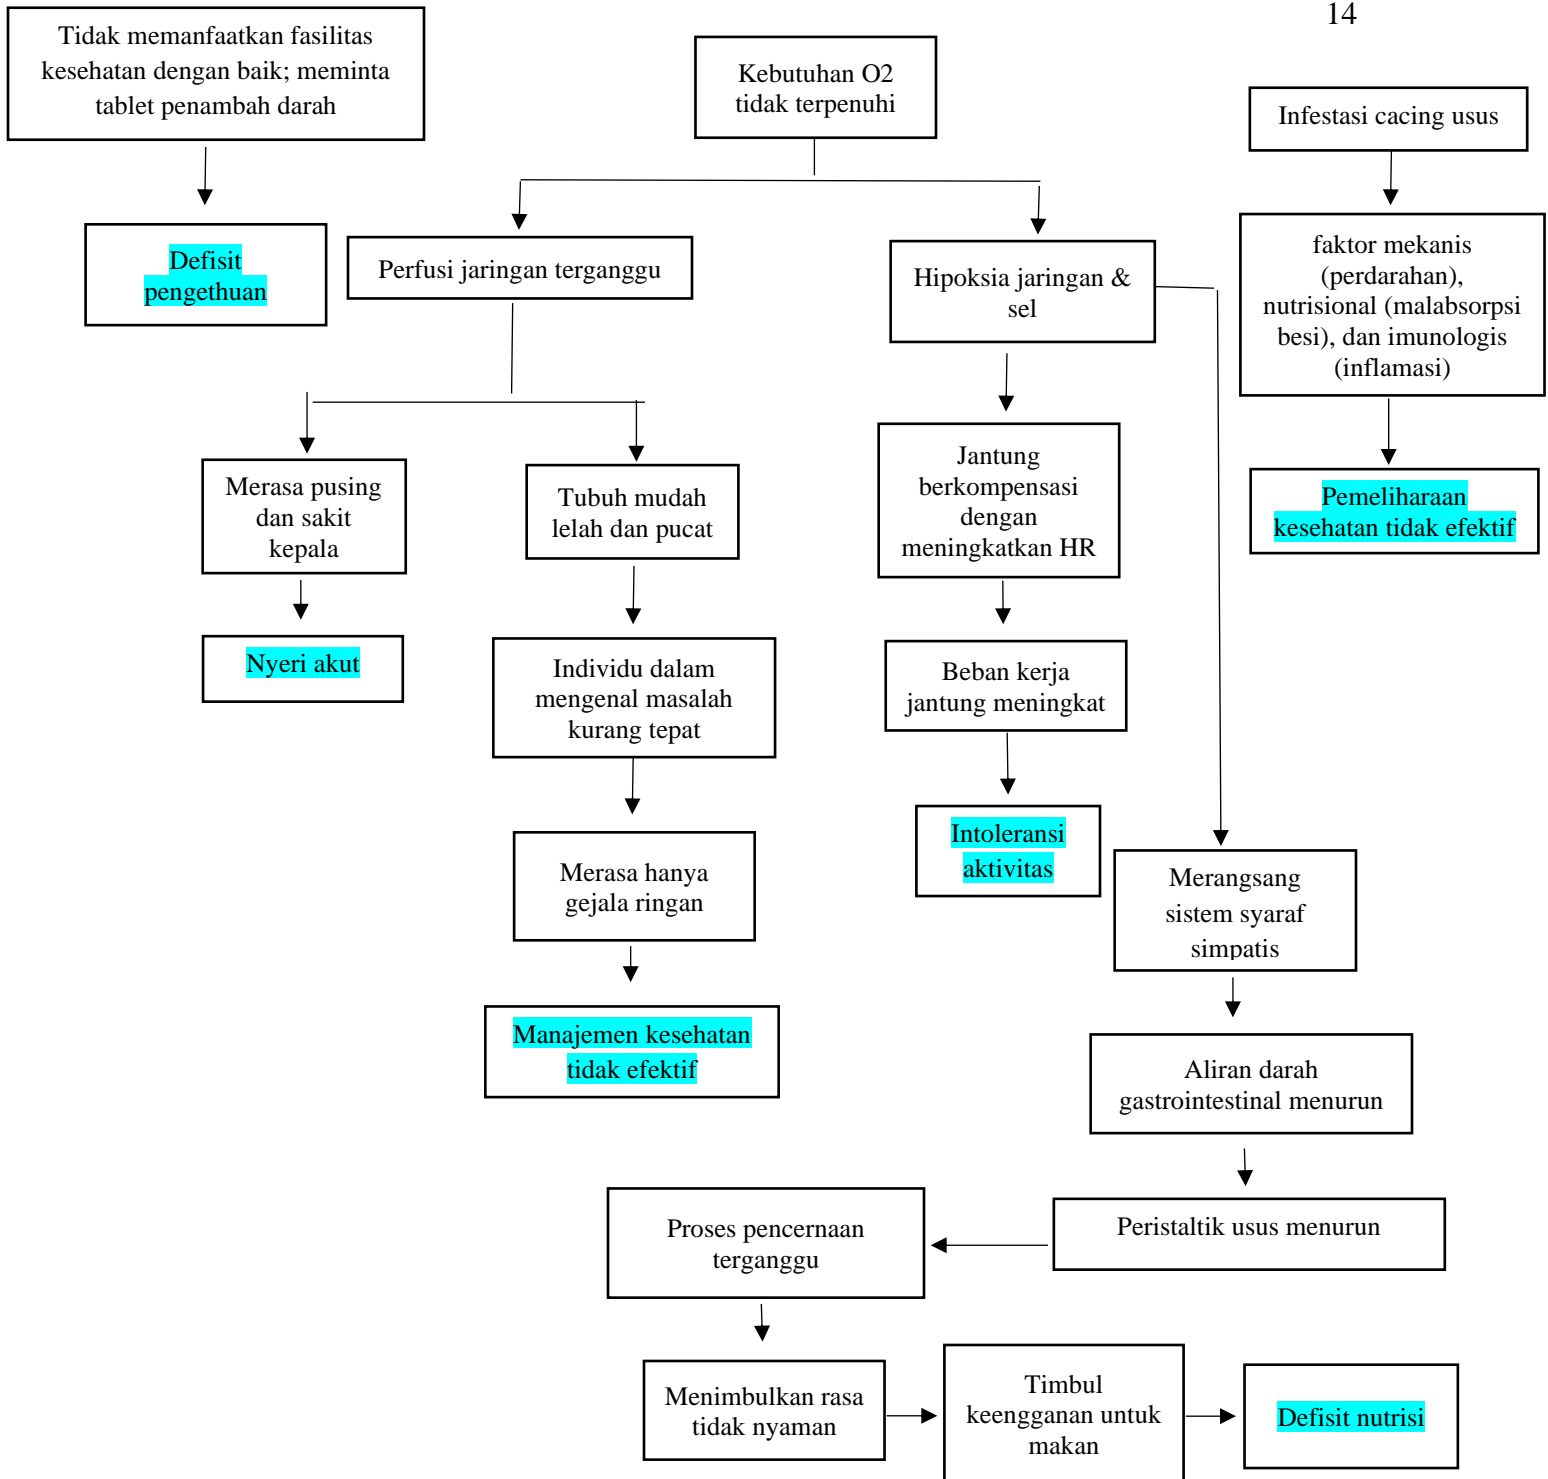 14
Tidak memanfaatkan fasilitas
kesehatan dengan baik; meminta
tablet penambah darah
Kebutuhan O2
tidak terpenuhi
Infestasi cacing usus
Defisit
pengethuan
Perfusi jaringan terganggu
Hipoksia jaringan &
sel
faktor mekanis
(perdarahan),
nutrisional (malabsorpsi
besi), dan imunologis
(inflamasi)
Merasa pusing
dan sakit
kepala
Tubuh mudah
lelah dan pucat
Jantung
berkompensasi
dengan
meningkatkan HR
Pemeliharaan
kesehatan tidak efektif
Nyeri akut
Individu dalam
mengenal masalah
kurang tepat
Beban kerja
jantung meningkat
Merasa hanya
gejala ringan
Intoleransi
aktivitas
Merangsang
sistem syaraf
simpatis
Manajemen kesehatan
tidak efektif
Aliran darah
gastrointestinal menurun
Peristaltik usus menurun
Proses pencernaan
terganggu
Menimbulkan rasa
tidak nyaman
Timbul
keengganan untuk
makan
Defisit nutrisi